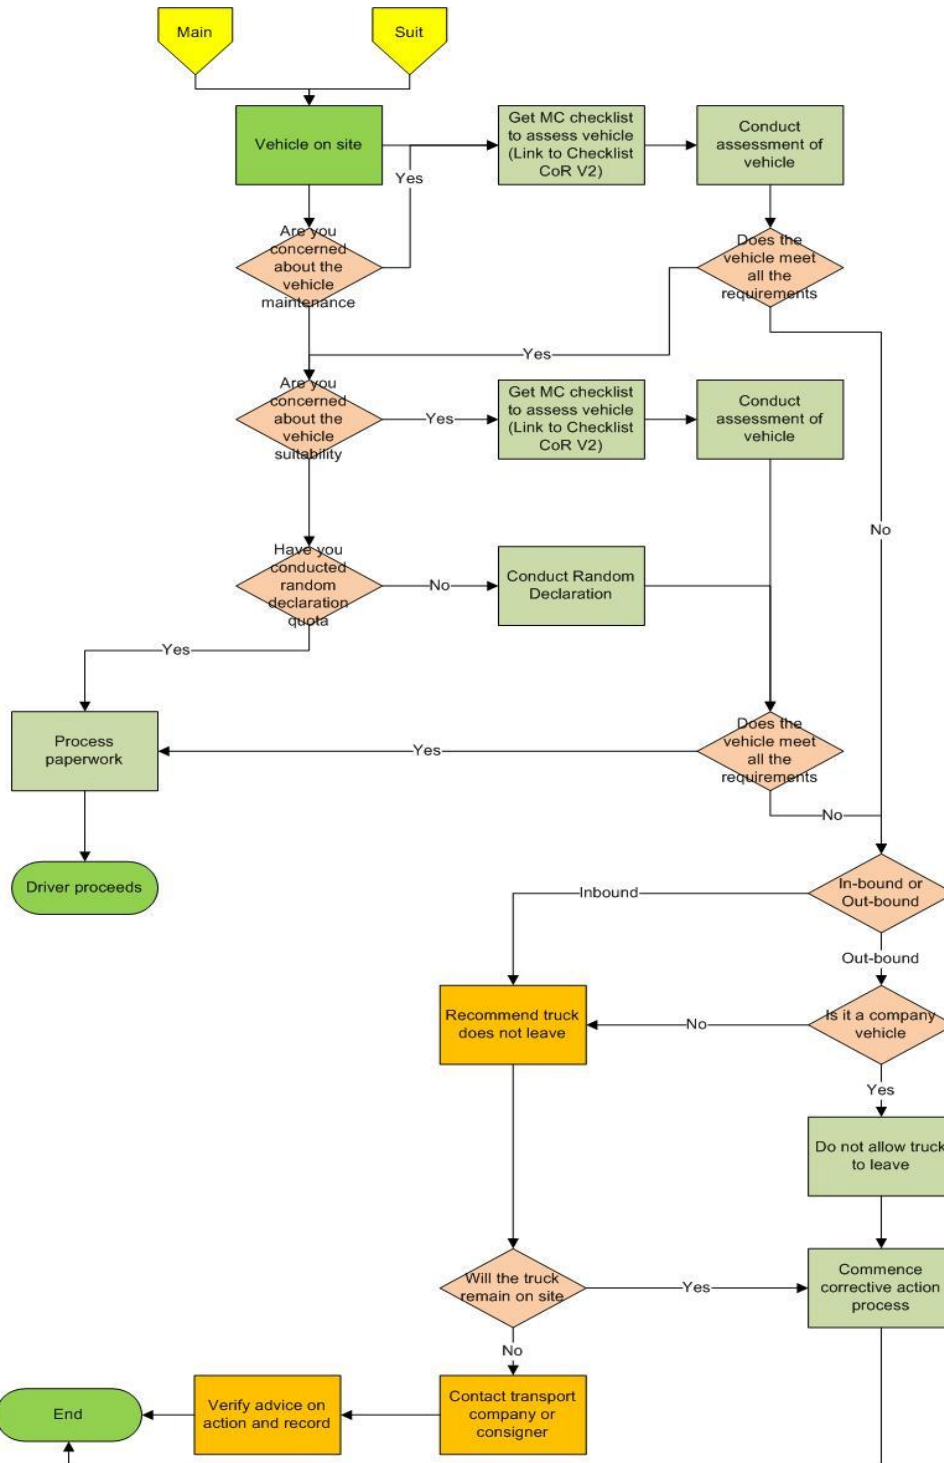 Main
Suit
Vehicle on site
Get MC checklist
to assess vehicle
(Link to Checklist
CoR V2)
Conduct
assessment of
vehicle
Yes
Are you
concerned
about the
vehicle
maintenance
Does the
vehicle meet
all the
requirements
Yes
Are you
concerned
about the
vehicle
suitability
Yes
Get MC checklist
to assess vehicle
(Link to Checklist
CoR V2)
Conduct
assessment of
vehicle
No
Have you
conducted
random
declaration
quota
No
Conduct Random
Declaration
Yes
Process
paperwork
Yes
Does the
vehicle meet
all the
requirements
No
Driver proceeds
Inbound
In-bound or
Out-bound
Out-bound
Recommend truck
does not leave
No
Is it a company
vehicle
Yes
Do not allow truck
to leave
Will the truck
remain on site
Yes
Commence
corrective action
process
No
End
Verify advice on
action and record
Contact transport
company or
consigner